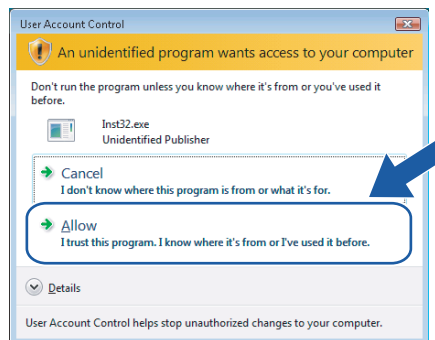 User Account Control
An unidentified program wants access to your computer
Don't run the program unless you know where it's from or you've used it
before.
Inst32.exe
Unidentified Publisher
Cancel
I don't know where this program is from or what it's for.
Allow
I trust this program. I know where it's from or I've used it before.
Details
User Account Control helps stop unauthorized changes to your computer.